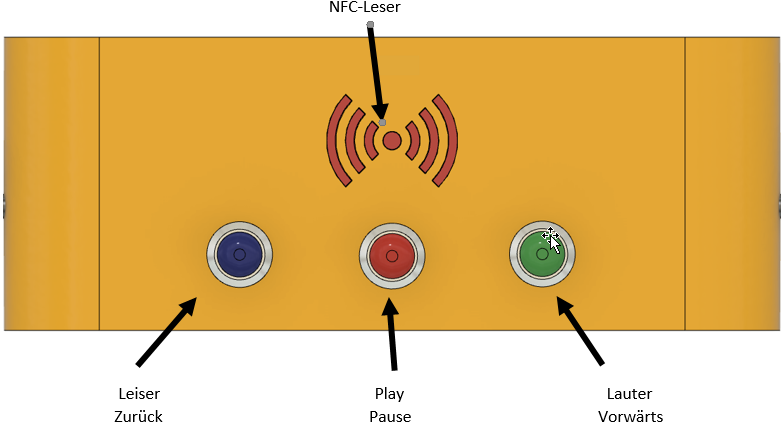 NFC-Leser
Leiser
Zurück
Play
Pause
Lauter
Vorwärts